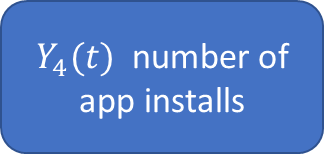 Y₄(t) number of
app installs